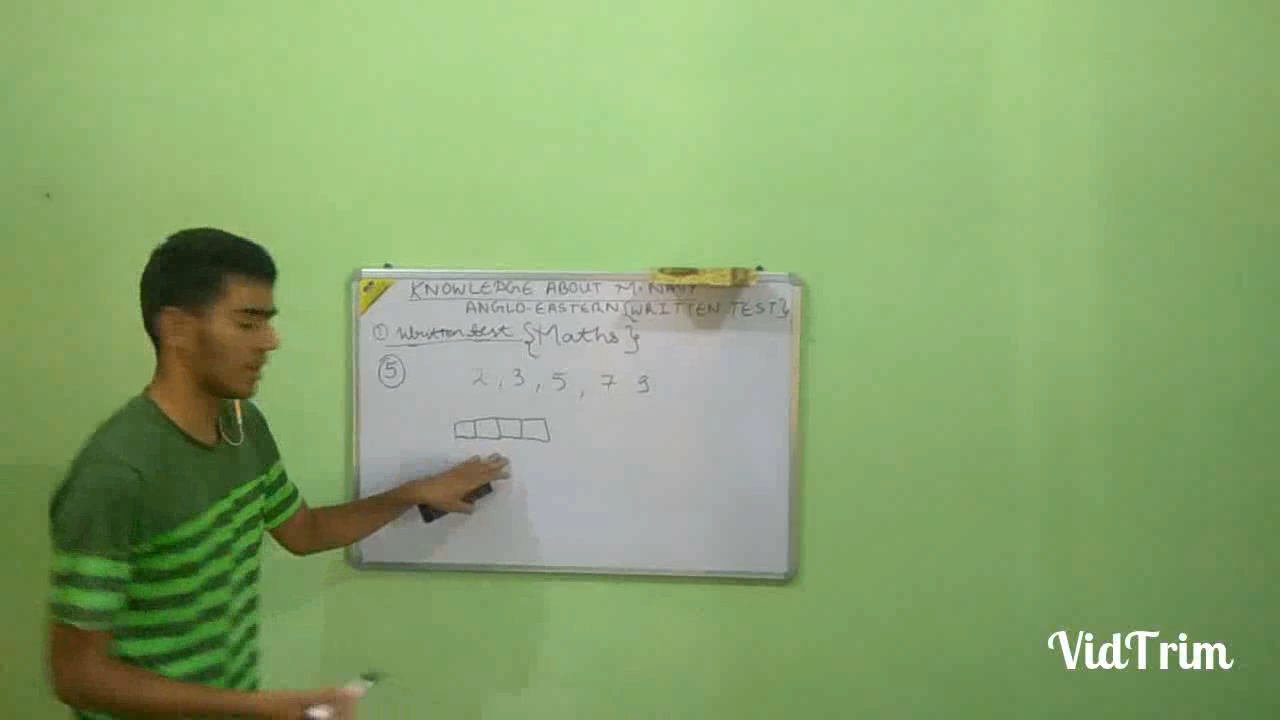 KNOWLEDGE ABOUT M.NAVY
ANGLO-EASTERN {WRITTEN TEST}
① Written test {Maths}
⑤ 2, 3, 5, 7 9
VidTrim